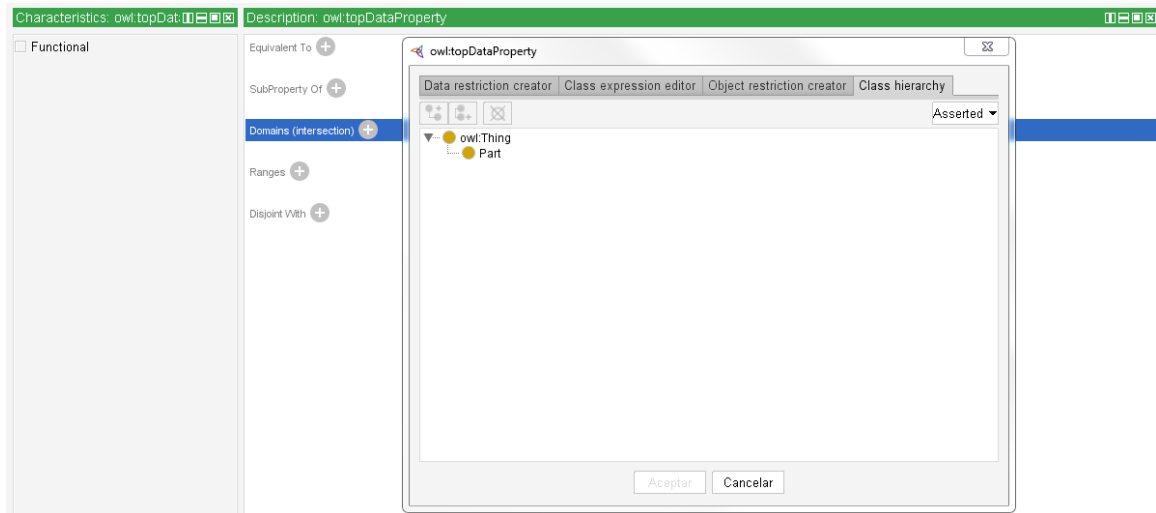 Characteristics: owl:topDat
Description: owl:topDataProperty
Functional
Equivalent To
SubProperty Of
Domains (intersection)
Ranges
Disjoint With
owl:topDataProperty
Data restriction creator
Class expression editor
Object restriction creator
Class hierarchy
Asserted
owl:Thing
Part
Aceptar
Cancelar